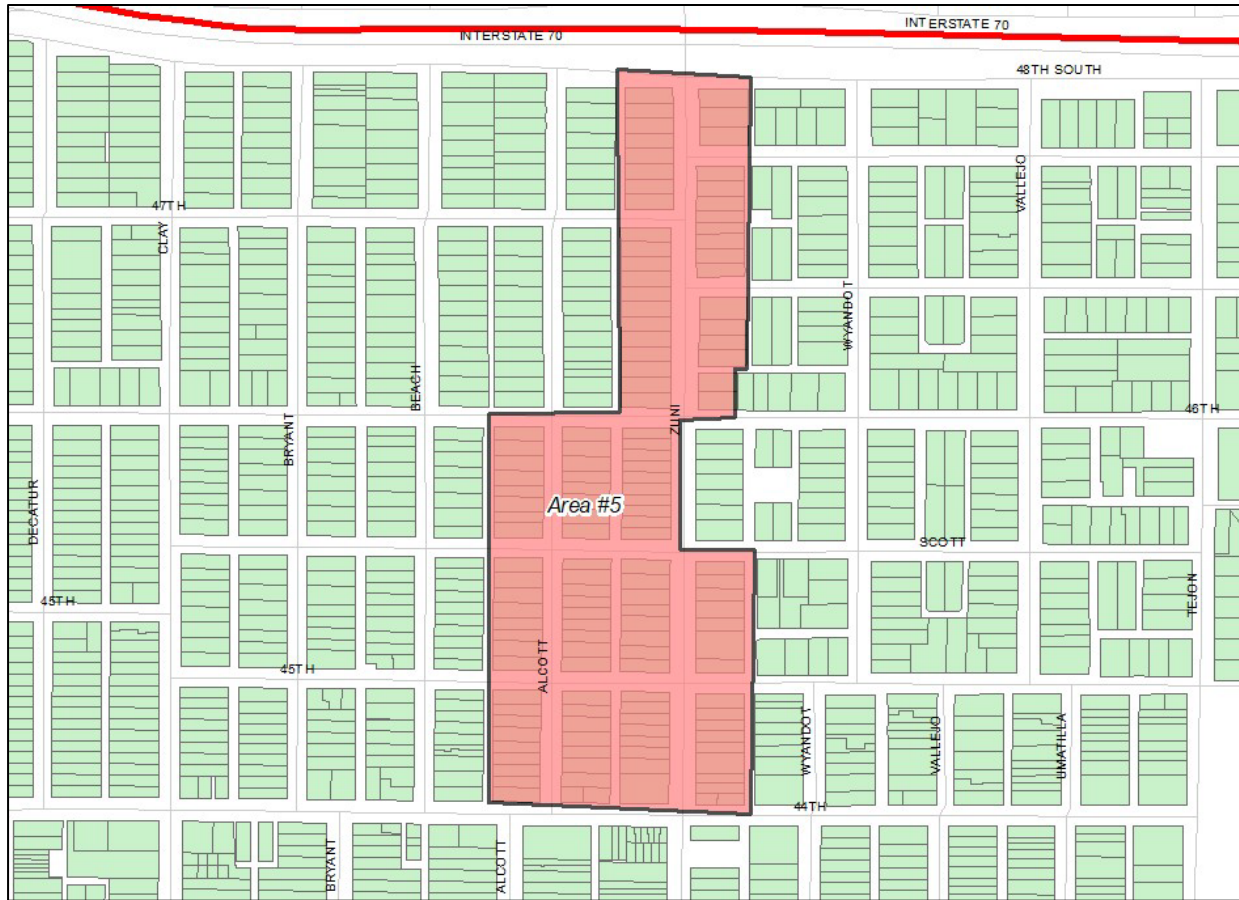 INTERSTATE 70
INTERSTATE 70
48TH SOUTH
47TH
CLAY
VALLEJO
WYANDOT
BEACH
BRYANT
ZUNI
46TH
DECATUR
Area #5
SCOTT
TEJON
45TH
45TH
ALCOTT
WYANDOT
VALLEJO
UMATILLA
44TH
BRYANT
ALCOTT